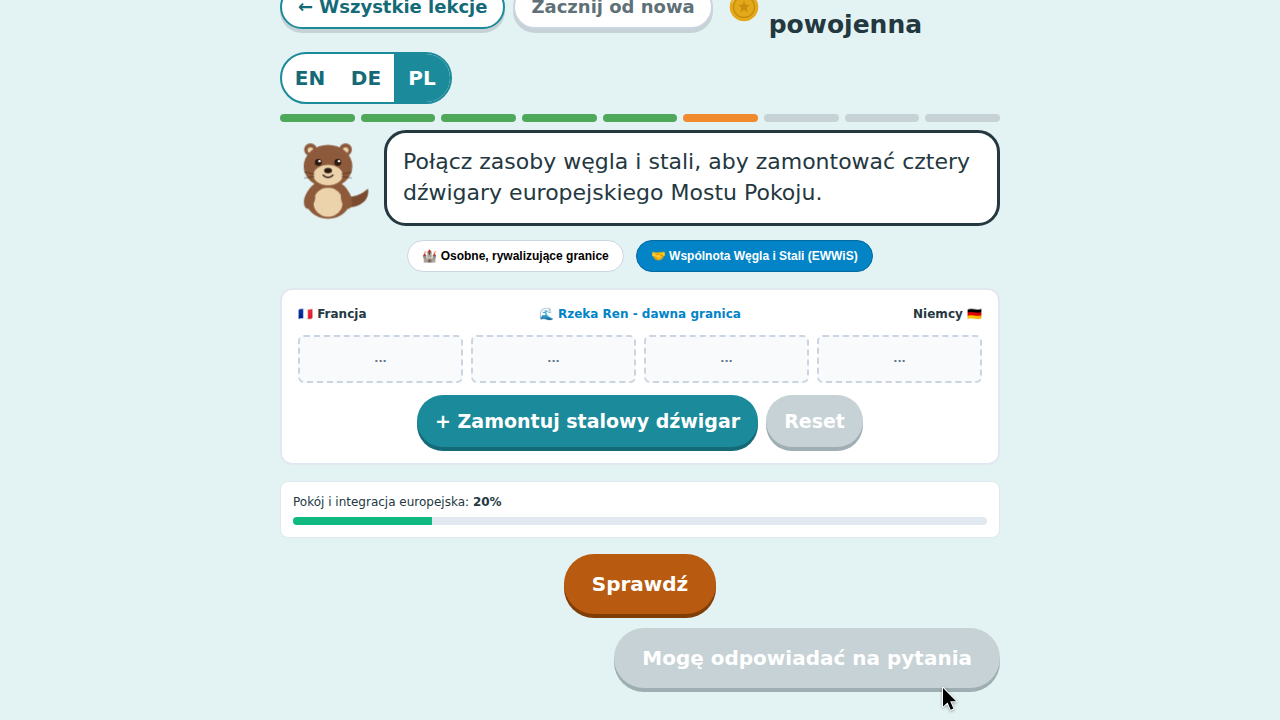 ← Wszystkie lekcje
Zacznij od nowa
powojenna
EN DE PL
Połącz zasoby węgla i stali, aby zamontować cztery
dźwigary europejskiego Mostu Pokoju.
🏰 Osobne, rywalizujące granice
🤝 Wspólnota Węgla i Stali (EWWiS)
🇫🇷 Francja
🌊 Rzeka Ren - dawna granica
Niemcy 🇩🇪
... ... ... ...
+ Zamontuj stalowy dźwigar
Reset
Pokój i integracja europejska: 20%
Sprawdź
Mogę odpowiadać na pytania